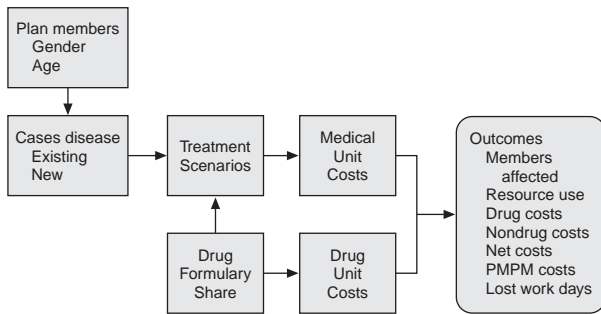 Plan members
Gender
Age
Cases disease
Existing
New
Treatment
Scenarios
Medical
Unit
Costs
Drug
Formulary
Share
Drug
Unit
Costs
Outcomes
Members
affected
Resource use
Drug costs
Nondrug costs
Net costs
PMPM costs
Lost work days